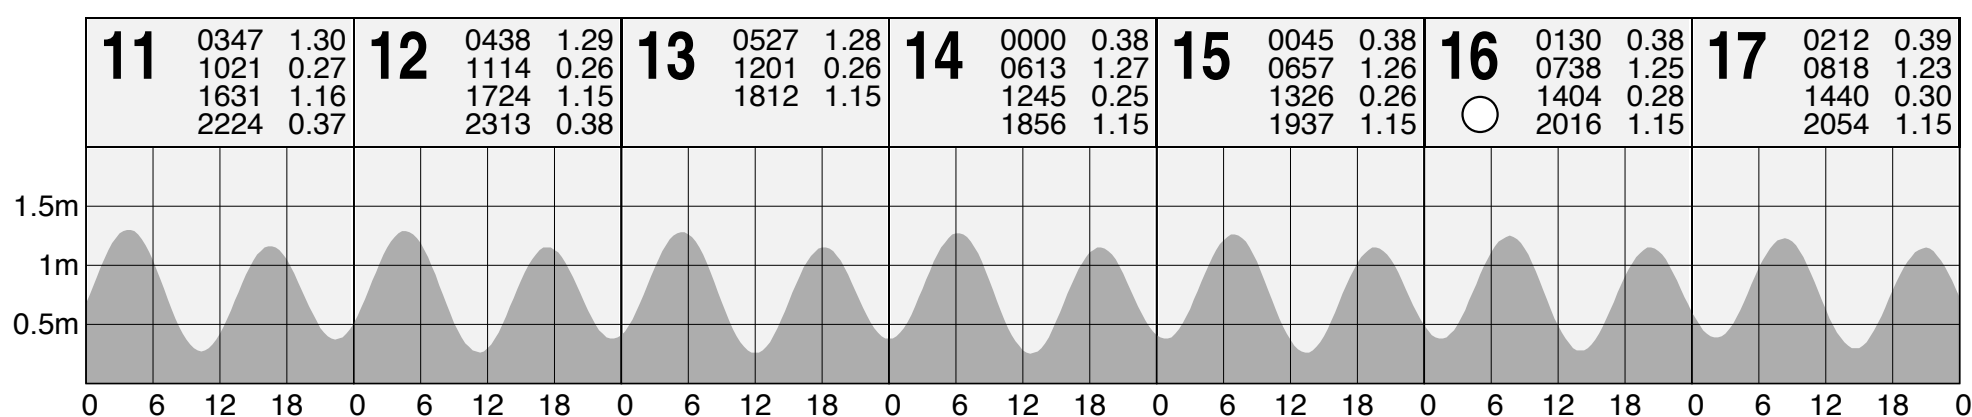 11 0347 1.30 12 0438 1.29 13 0527 1.28 14 0000 0.38 15 0045 0.38 16 0130 0.38 17 0212 0.39
1021 0.27 1114 0.26 1201 0.26 0613 1.27 0657 1.26 0738 1.25 0818 1.23
1631 1.16 1724 1.15 1812 1.15 1245 0.25 1326 0.26 1404 0.28 1440 0.30
2224 0.37 2313 0.38 1856 1.15 1937 1.15 2016 1.15 2054 1.15
1.5m
1m
0.5m
0 6 12 18 0 6 12 18 0 6 12 18 0 6 12 18 0 6 12 18 0 6 12 18 0 6 12 18 0